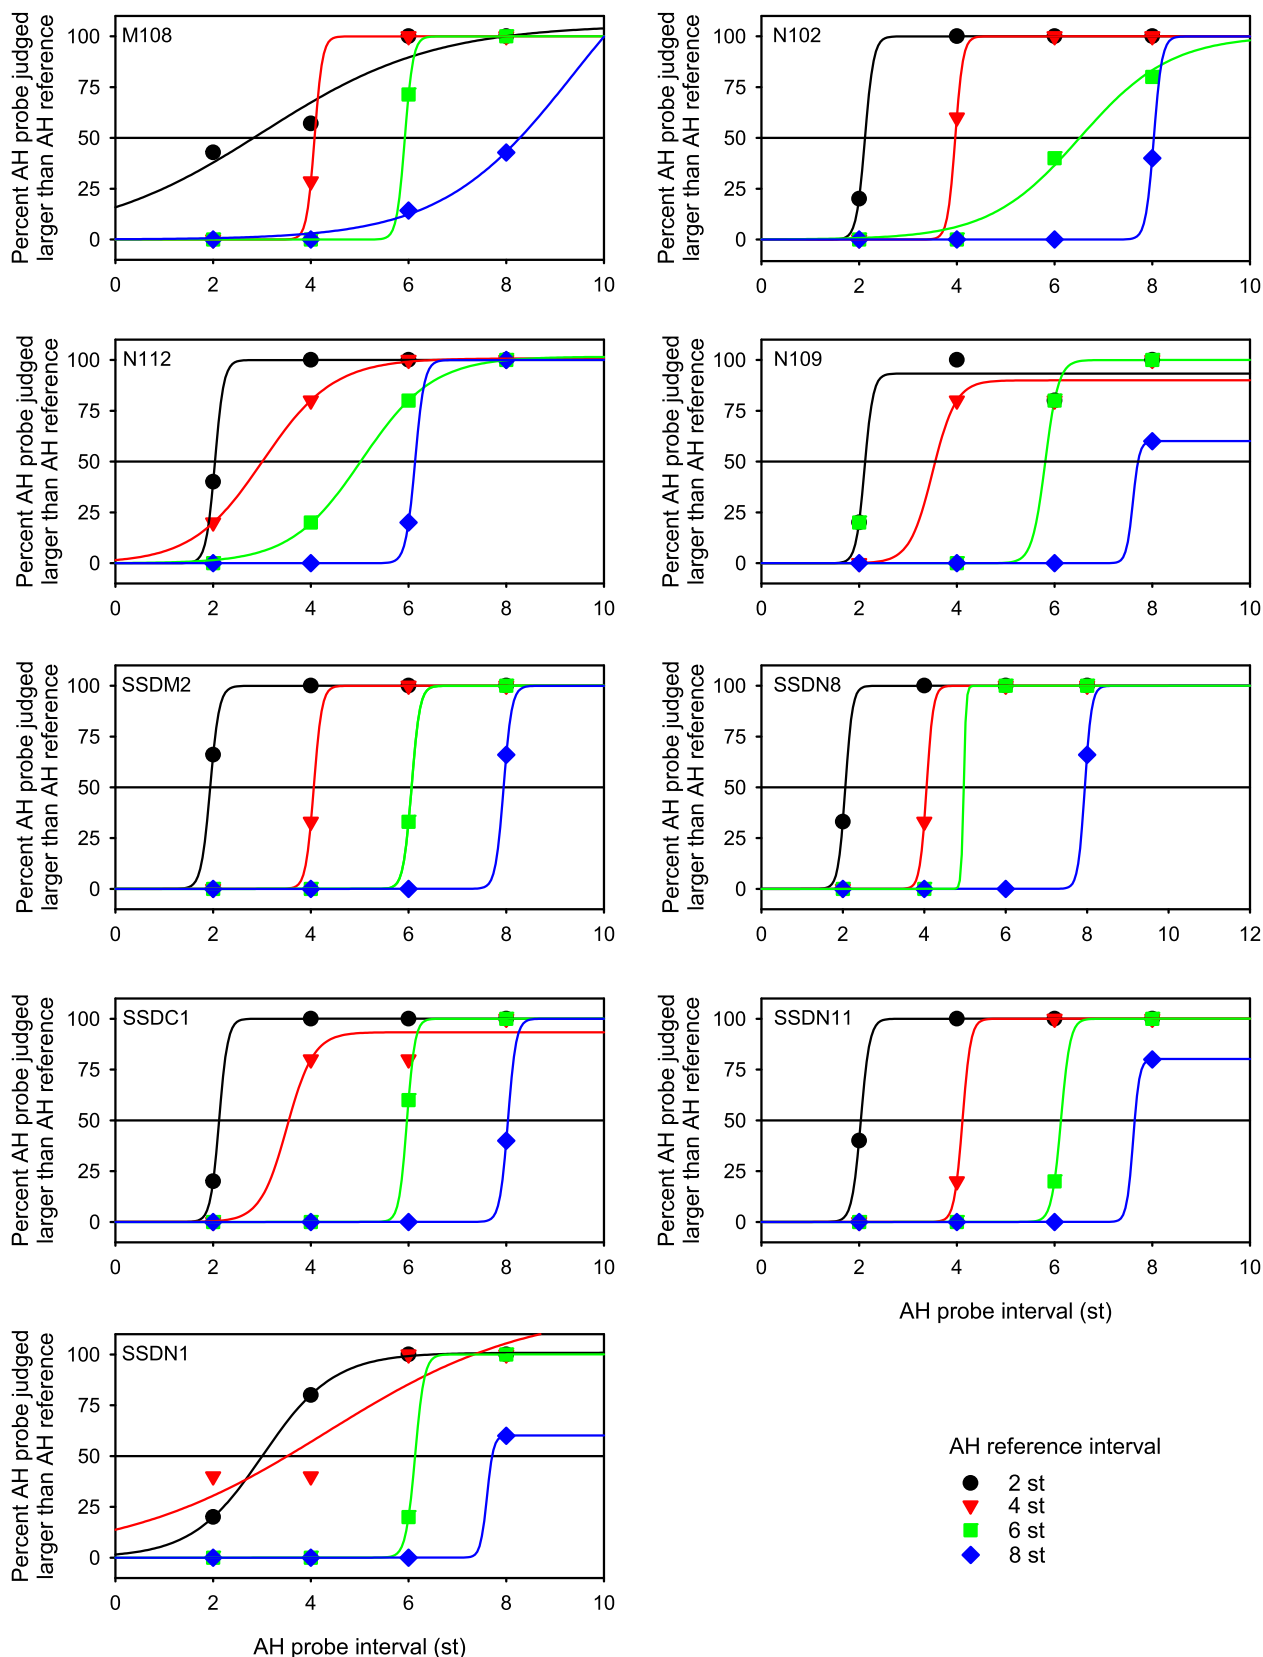 Percent AH probe judged
larger than AH reference
100
75
50
25
0
M108
0 2 4 6 8 10
Percent AH probe judged
larger than AH reference
100
75
50
25
0
N102
0 2 4 6 8 10
Percent AH probe judged
larger than AH reference
100
75
50
25
0
N112
0 2 4 6 8 10
Percent AH probe judged
larger than AH reference
100
75
50
25
0
N109
0 2 4 6 8 10
Percent AH probe judged
larger than AH reference
100
75
50
25
0
SSDM2
0 2 4 6 8 10
Percent AH probe judged
larger than AH reference
100
75
50
25
0
SSDN8
0 2 4 6 8 10 12
Percent AH probe judged
larger than AH reference
100
75
50
25
0
SSDC1
0 2 4 6 8 10
Percent AH probe judged
larger than AH reference
100
75
50
25
0
SSDN11
0 2 4 6 8 10
AH probe interval (st)
Percent AH probe judged
larger than AH reference
100
75
50
25
0
SSDN1
0 2 4 6 8 10
AH probe interval (st)
AH reference interval
2 st
4 st
6 st
8 st